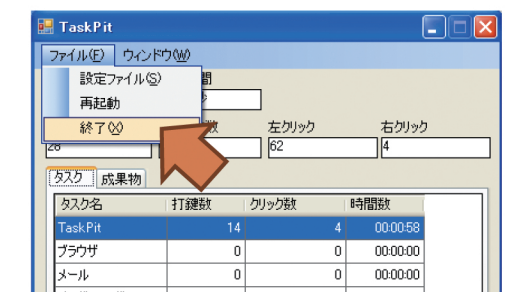 TaskPit
ファイル(F) ウィンドウ(W)
設定ファイル(S) 間
再起動
終了(X) 数 左クリック 右クリック
28 62 4
タスク 成果物
タスク名 打鍵数 クリック数 時間数
TaskPit 14 4 00:00:58
ブラウザ 0 0 00:00:00
メール 0 0 00:00:00